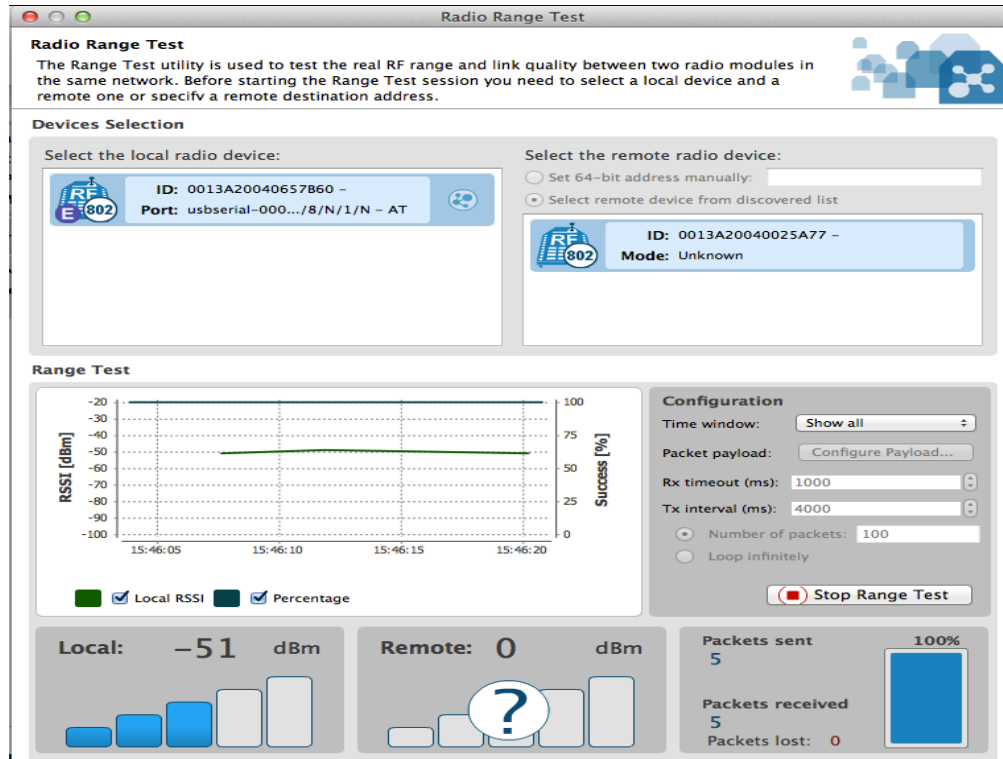 Radio Range Test
Radio Range Test
The Range Test utility is used to test the real RF range and link quality between two radio modules in
the same network. Before starting the Range Test session you need to select a local device and a
remote one or specify a remote destination address.
Devices Selection
Select the local radio device:
RF
E 802
ID: 0013A20040657B60 –
Port: usbserial-000.../8/N/1/N – AT
Select the remote radio device:
Set 64-bit address manually:
Select remote device from discovered list
RF
802
ID: 0013A20040025A77 –
Mode: Unknown
Range Test
RSSI [dBm]
-20
-30
-40
-50
-60
-70
-80
-90
-100
100
75
50
25
0
Success [%]
15:46:05 15:46:10 15:46:15 15:46:20
Local RSSI Percentage
Configuration
Time window: Show all
Packet payload: Configure Payload...
Rx timeout (ms): 1000
Tx interval (ms): 4000
Number of packets: 100
Loop infinitely
Stop Range Test
Local: -51 dBm
Remote: 0 dBm
?
Packets sent
5
Packets received
5
Packets lost: 0
100%